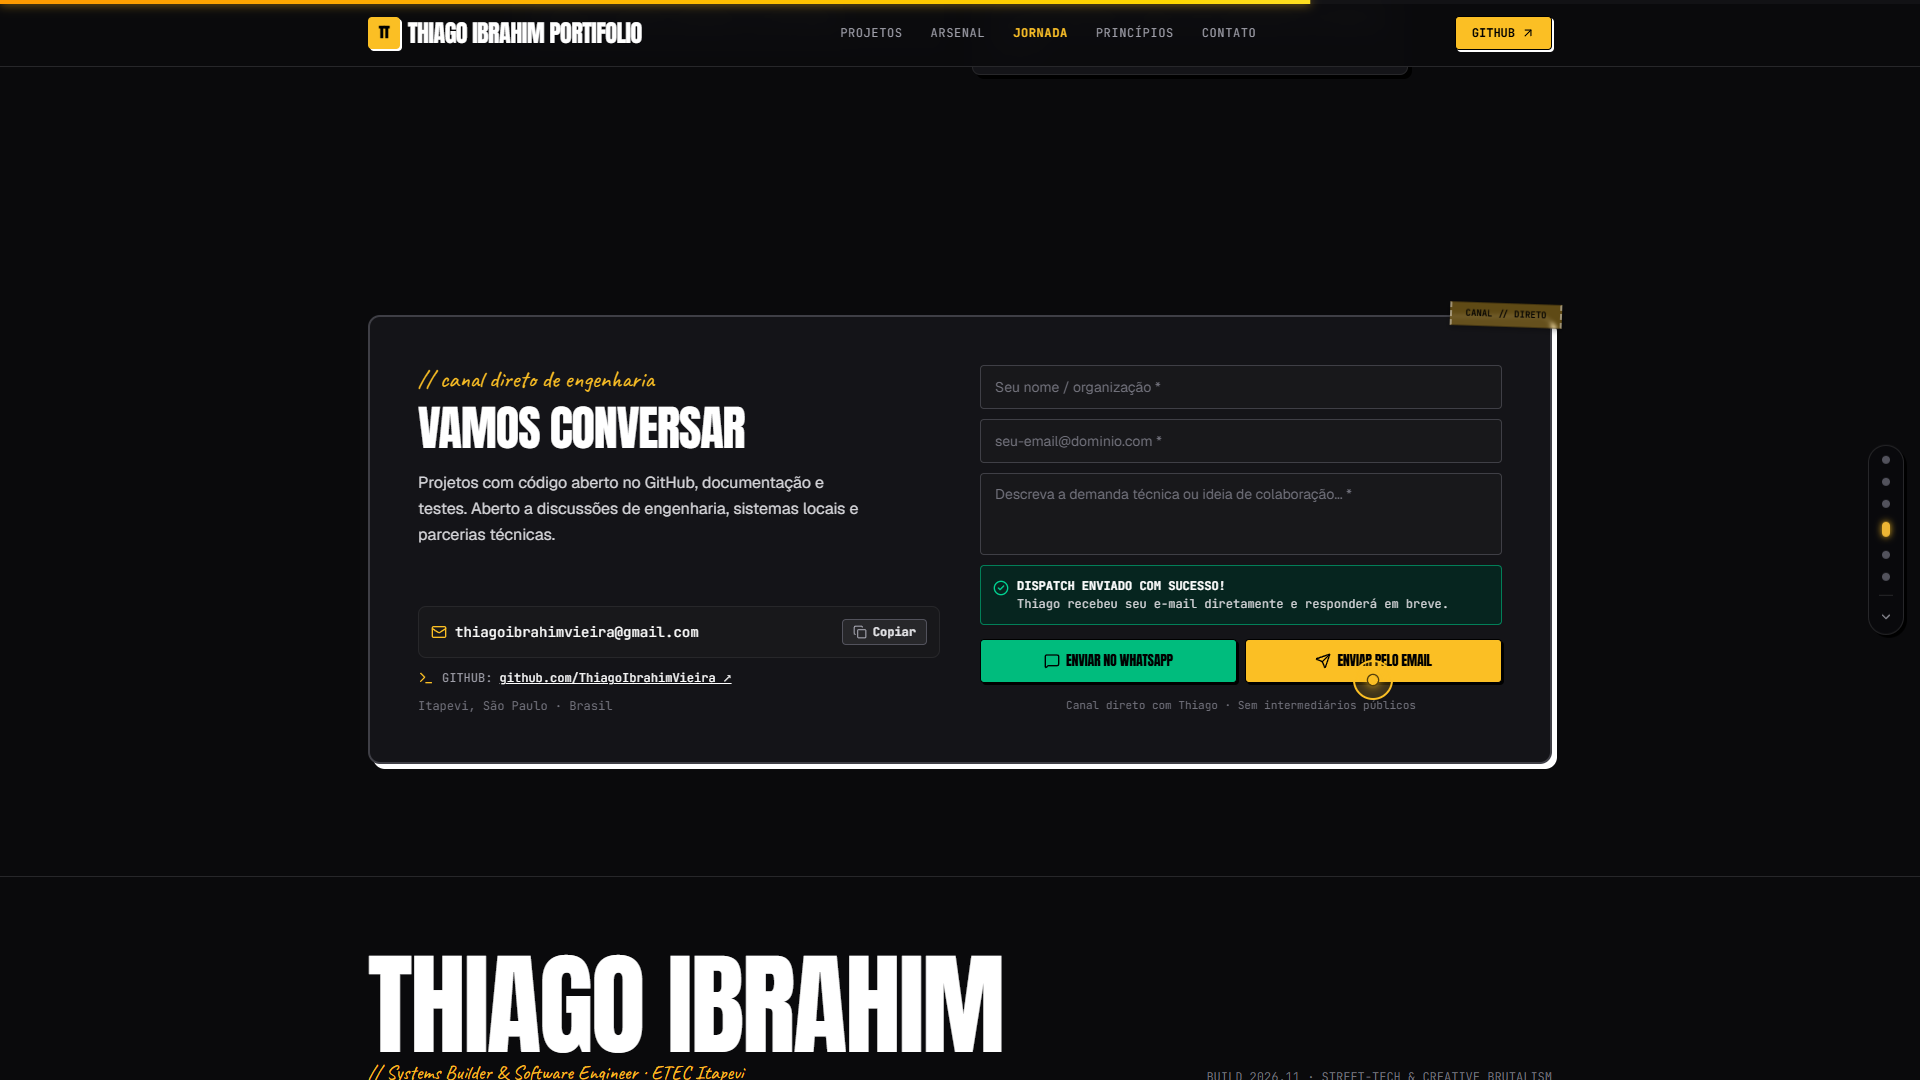 THIAGO IBRAHIM PORTIFOLIO
PROJETOS
ARSENAL
JORNADA
PRINCÍPIOS
CONTATO
GITHUB ↗
CANAL // DIRETO
// canal direto de engenharia
VAMOS CONVERSAR
Projetos com código aberto no GitHub, documentação e
testes. Aberto a discussões de engenharia, sistemas locais e
parcerias técnicas.
thiagoibrahimvieira@gmail.com
Copiar
GITHUB: github.com/ThiagoIbrahimVieira ↗
Itapevi, São Paulo · Brasil
Seu nome / organização *
seu-email@dominio.com *
Descreva a demanda técnica ou ideia de colaboração... *
DISPATCH ENVIADO COM SUCESSO!
Thiago recebeu seu e-mail diretamente e responderá em breve.
ENVIAR NO WHATSAPP
ENVIAR PELO EMAIL
Canal direto com Thiago · Sem intermediários públicos
THIAGO IBRAHIM
// Systems Builder & Software Engineer · ETEC Itapevi
BUILD 2026.11 · STREET-TECH & CREATIVE BRUTALISM